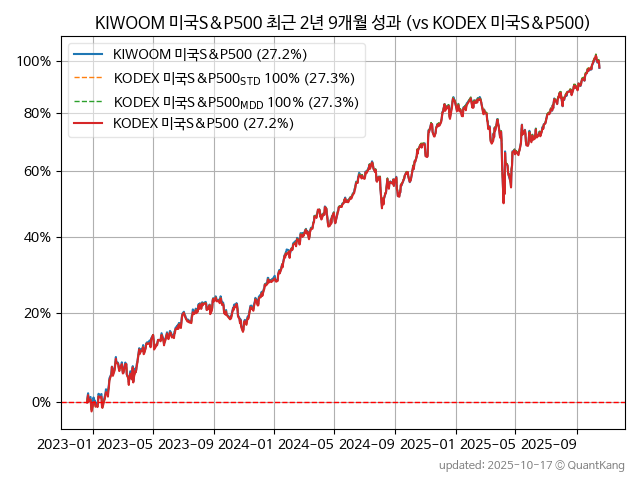 KIWOOM 미국S&P500 최근 2년 9개월 성과 (vs KODEX 미국S&P500)
KIWOOM 미국S&P500 (27.2%)
KODEX 미국S&P500STD 100% (27.3%)
KODEX 미국S&P500MDD 100% (27.3%)
KODEX 미국S&P500 (27.2%)
100%
80%
60%
40%
20%
0%
2023-01 2023-05 2023-09 2024-01 2024-05 2024-09 2025-01 2025-05 2025-09
updated: 2025-10-17 © QuantKang